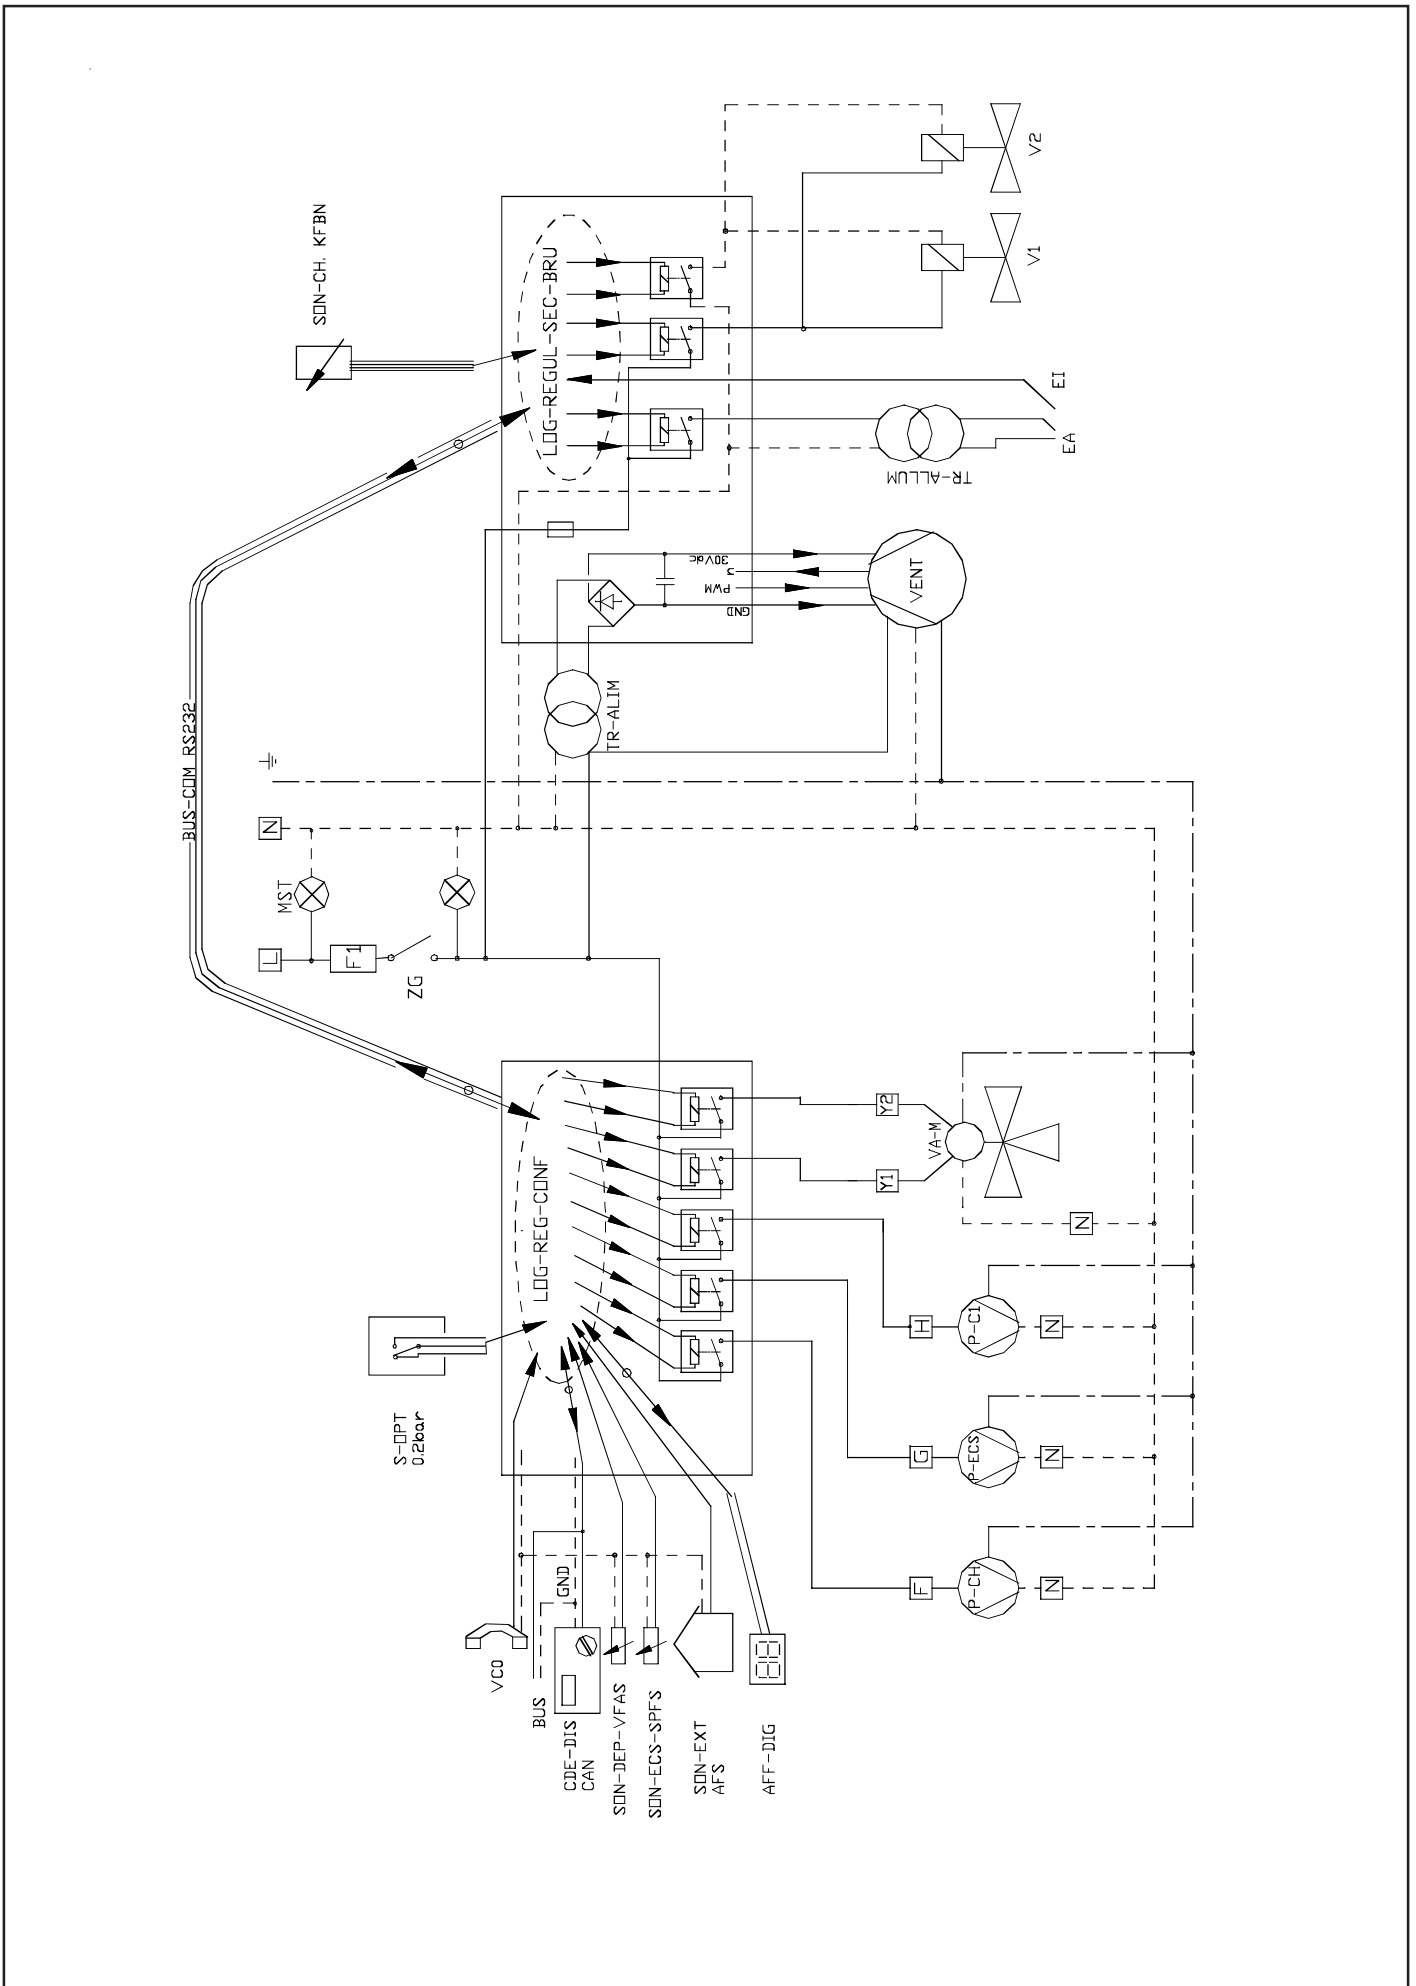 SON-CH. KFBN
LOG-REGUL-SEC-BRU
V2
V1
EI
EA
TR-ALLUM
30Vdc
PWM
GND
VENT
TR-ALIM
BUS-COM RS232
N
MST
L
F1
ZG
LOG-REG-CONF
Y2
Y1
VA-M
N
H
P-C1
N
G
P-ECS
N
F
P-CH
N
S-OPT
0.2bar
VCO
BUS
GND
CDE-DIS
CAN
SON-DEP-VFAS
SON-ECS-SPFS
SON-EXT
AFS
AFF-DIG